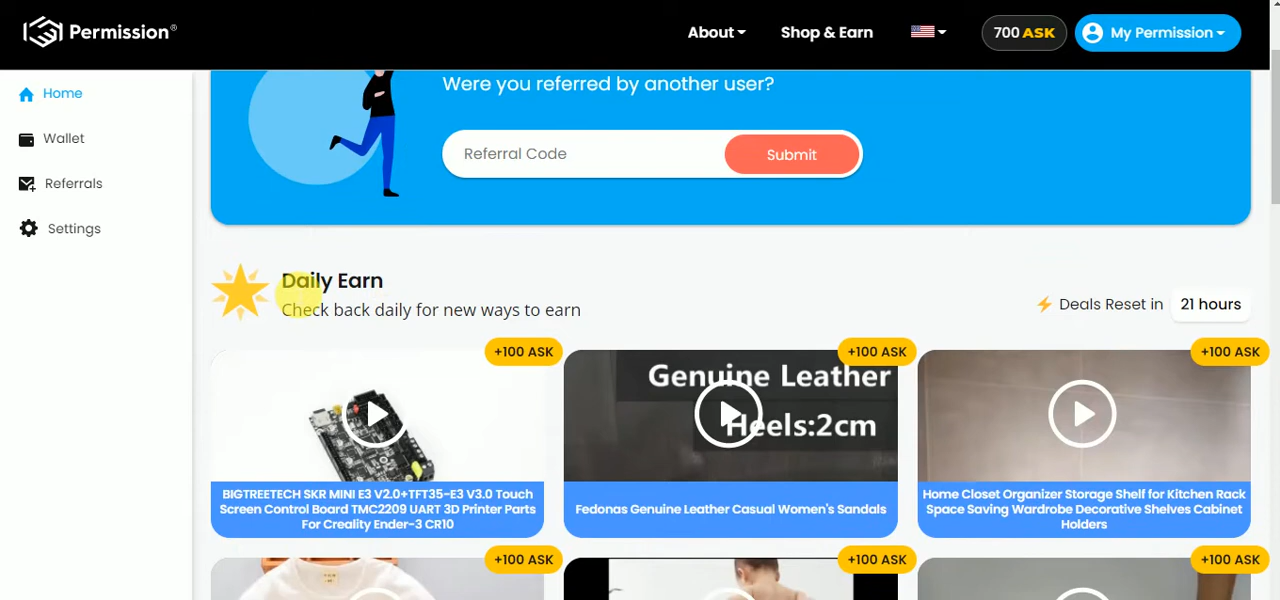 Permission®
About
Shop & Earn
700 ASK
My Permission
Home
Wallet
Referrals
Settings
Were you referred by another user?
Referral Code
Submit
Daily Earn
Check back daily for new ways to earn
Deals Reset in
21 hours
+100 ASK
+100 ASK
+100 ASK
Genuine Leather
Heels:2cm
BIGTREETECH SKR MINI E3 V2.0+TFT35-E3 V3.0 Touch
Screen Control Board TMC2209 UART 3D Printer Parts
For Creality Ender-3 CR10
Fedonas Genuine Leather Casual Women's Sandals
Home Closet Organizer Storage Shelf for Kitchen Rack
Space Saving Wardrobe Decorative Shelves Cabinet
Holders
+100 ASK
+100 ASK
+100 ASK